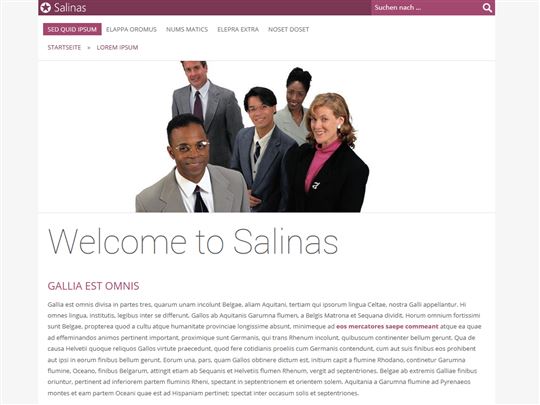 Salinas
Suchen nach ...
SED QUID IPSUM ELAPPA OROMUS NUMS MATICS ELEPRA EXTRA NOSET DOSET
STARTSEITE » LOREM IPSUM
Welcome to Salinas
GALLIA EST OMNIS
Gallia est omnis divisa in partes tres, quarum unam incolunt Belgae, aliam Aquitani, tertiam qui ipsorum lingua Celtae, nostra Galli appellantur. Hi
omnes lingua, institutis, legibus inter se differunt. Gallos ab Aquitanis Garumna flumen, a Belgis Matrona et Sequana dividit. Horum omnium fortissimi
sunt Belgae, propterea quod a cultu atque humanitate provinciae longissime absunt, minimeque ad eos mercatores saepe commeant atque ea quae
ad effeminandos animos pertinent important, proximique sunt Germanis, qui trans Rhenum incolunt, quibuscum continenter bellum gerunt. Qua de
causa Helvetii quoque reliquos Gallos virtute praecedunt, quod fere cotidianis proeliis cum Germanis contendunt, cum aut suis finibus eos prohibent
aut ipsi in eorum finibus bellum gerunt. Eorum una, pars, quam Gallos obtinere dictum est, initium capit a flumine Rhodano, continetur Garumna
flumine, Oceano, finibus Belgarum, attingit etiam ab Sequanis et Helvetiis flumen Rhenum, vergit ad septentriones. Belgae ab extremis Galliae finibus
oriuntur, pertinent ad inferiorem partem fluminis Rheni, spectant in septentrionem et orientem solem. Aquitania a Garumna flumine ad Pyrenaeos
montes et eam partem Oceani quae est ad Hispaniam pertinet; spectat inter occasum solis et septentriones.